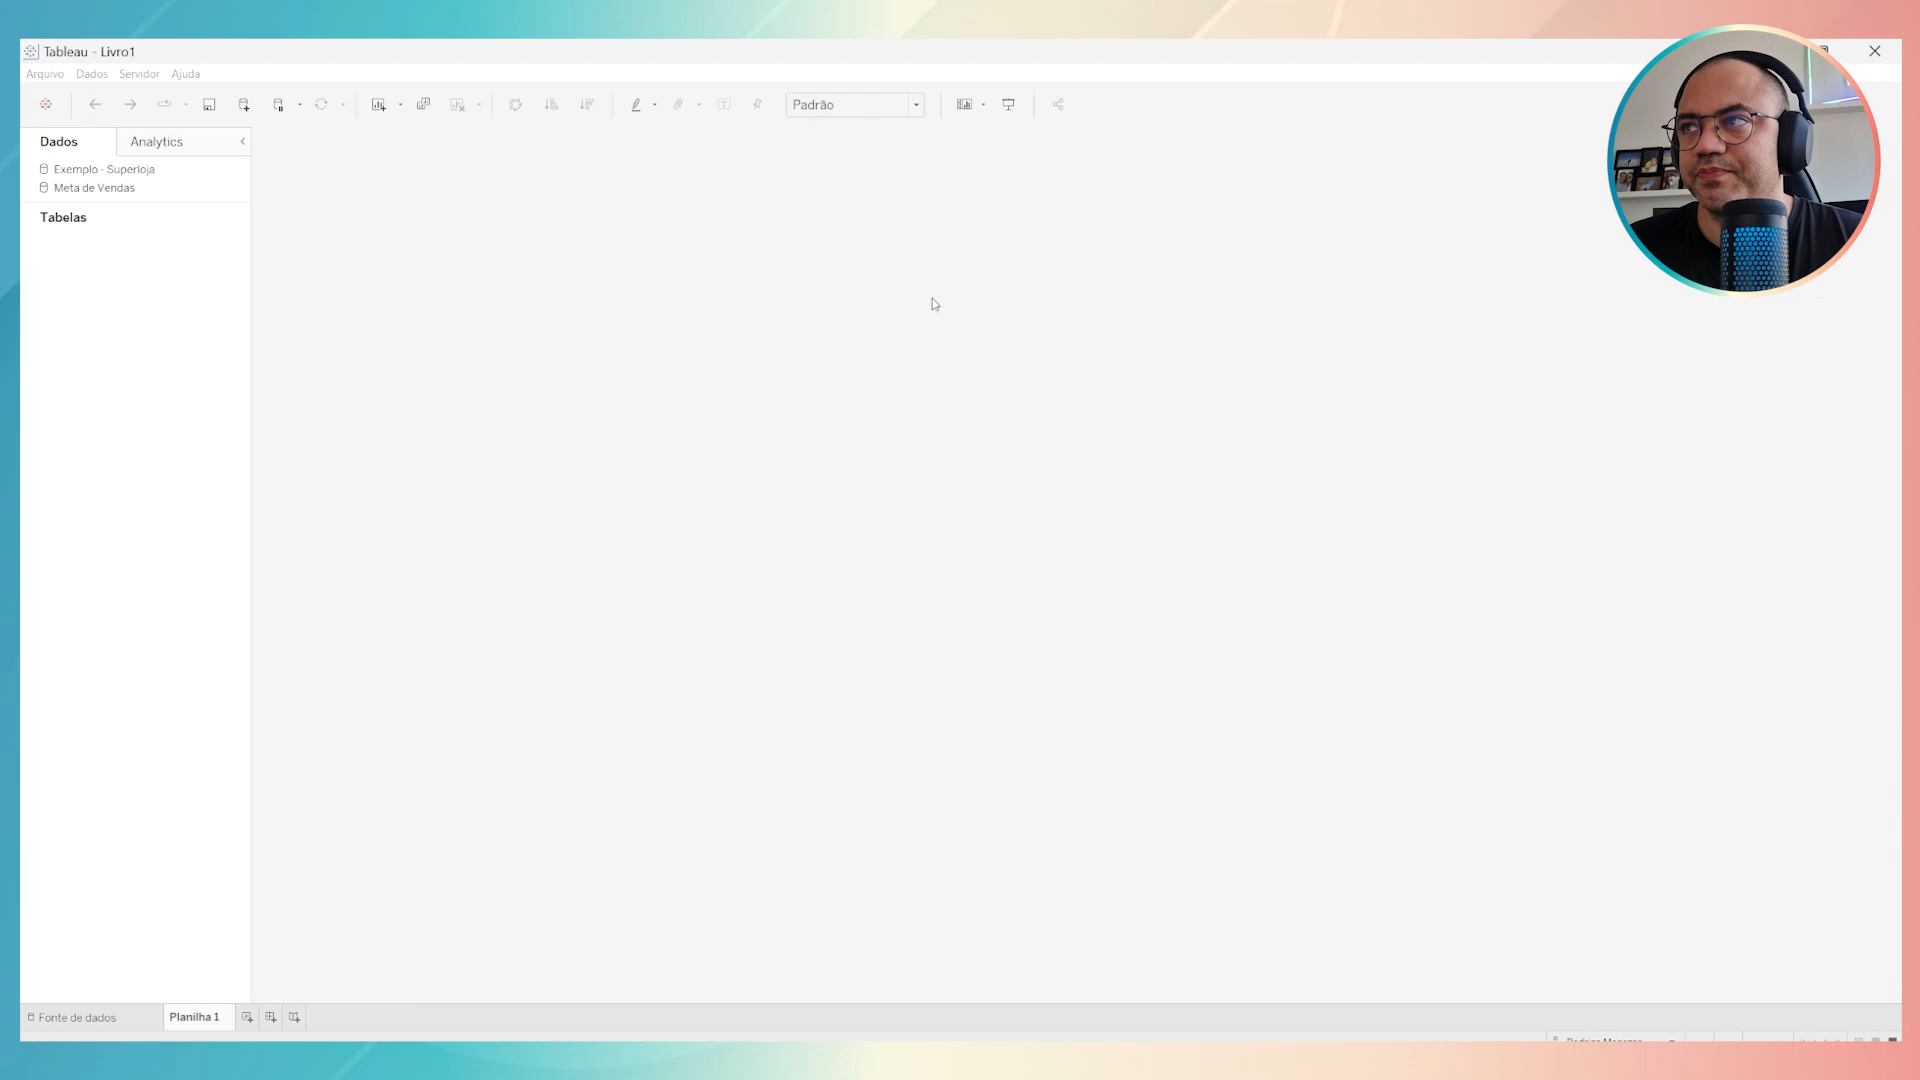 Tableau - Livro1
Arquivo Dados Servidor Ajuda
Padrão
Dados Analytics
Exemplo - Superloja
Meta de Vendas
Tabelas
Fonte de dados Planilha 1